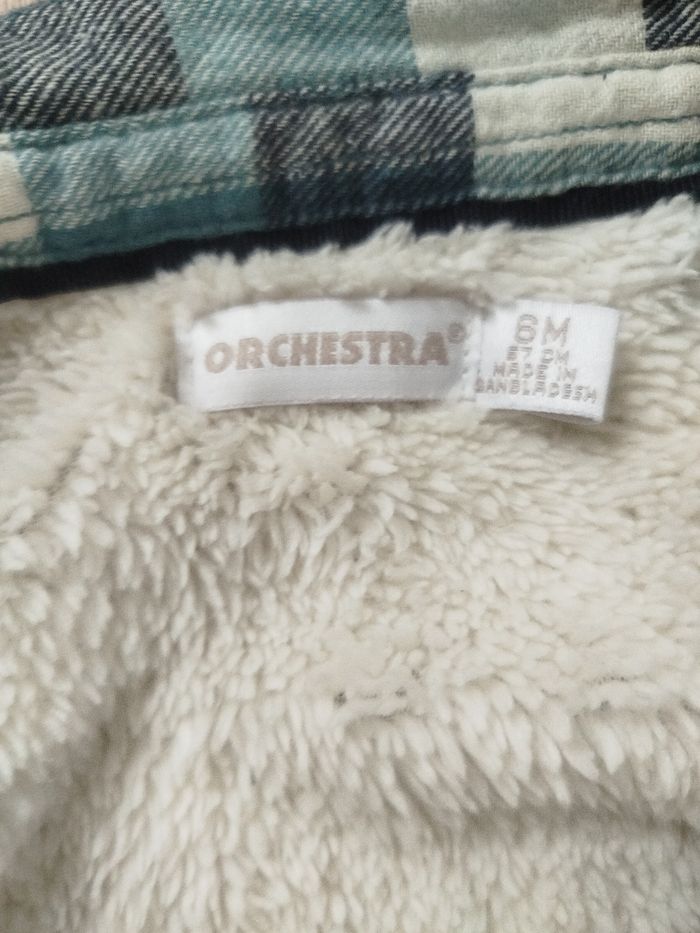 ORCHESTRA®
6M
67 CM
MADE IN
BANGLADESH